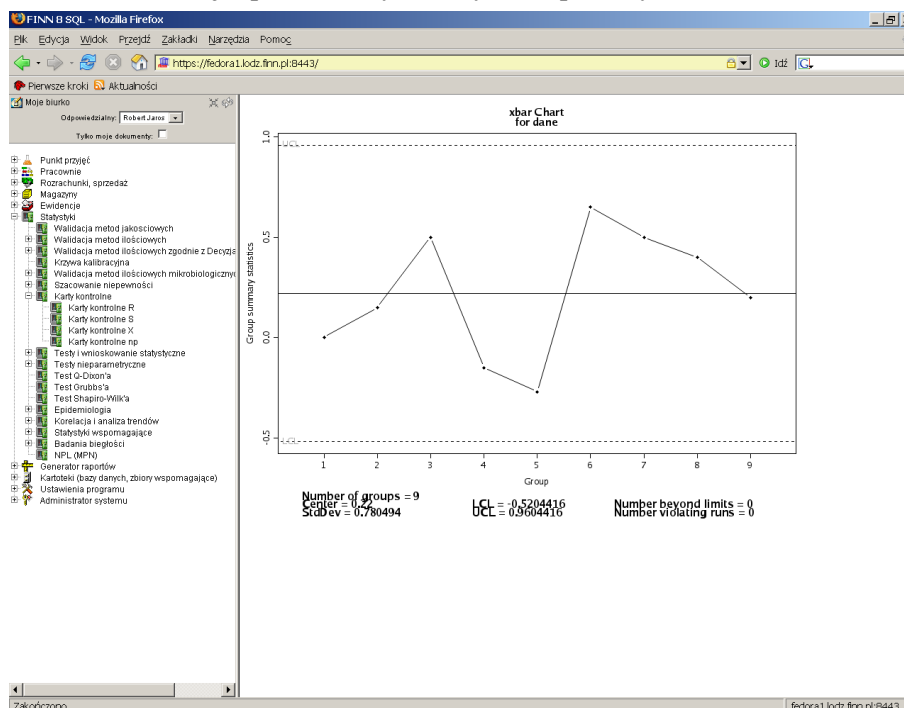 FINN 8 SQL - Mozilla Firefox
Plik Edycja Widok Przejdź Zakładki Narzędzia Pomoc
https://fedora1.lodz.finn.pl:8443/
Idź
Pierwsze kroki Aktualności
Moje biurko
Odpowiedzialny: Robert Jaros
Tylko moje dokumenty:
Punkt przyjęć
Pracownie
Rozrachunki, sprzedaż
Magazyny
Ewidencje
Statystyki
Walidacja metod jakosciowych
Walidacja metod ilościowych
Walidacja metod ilościowych zgodnie z Decyzją
Krzywa kalibracyjna
Walidacja metod ilościowych mikrobiologiczny
Szacowanie niepewności
Karty kontrolne
Karty kontrolne R
Karty kontrolne S
Karty kontrolne X
Karty kontrolne np
Testy i wnioskowanie statystyczne
Testy nieparametryczne
Test Q-Dixon'a
Test Grubbs'a
Test Shapiro-Wilk'a
Epidemiologia
Korelacja i analiza trendów
Statystyki wspomagające
Badania biegłości
NPL (MPN)
Generator raportów
Kartoteki (bazy danych, zbiory wspomagające)
Ustawienia programu
Administrator systemu
xbar Chart
for dane
1.0
UCL
0.5
Group summary statistics
0.0
-0.5
LCL
1 2 3 4 5 6 7 8 9
Group
Number of groups = 9
Center = 0.22 LCL = -0.5204416 Number beyond limits = 0
StdDev = 0.780494 UCL = 0.9604416 Number violating runs = 0
Zakończono fedora1.lodz.finn.pl:8443